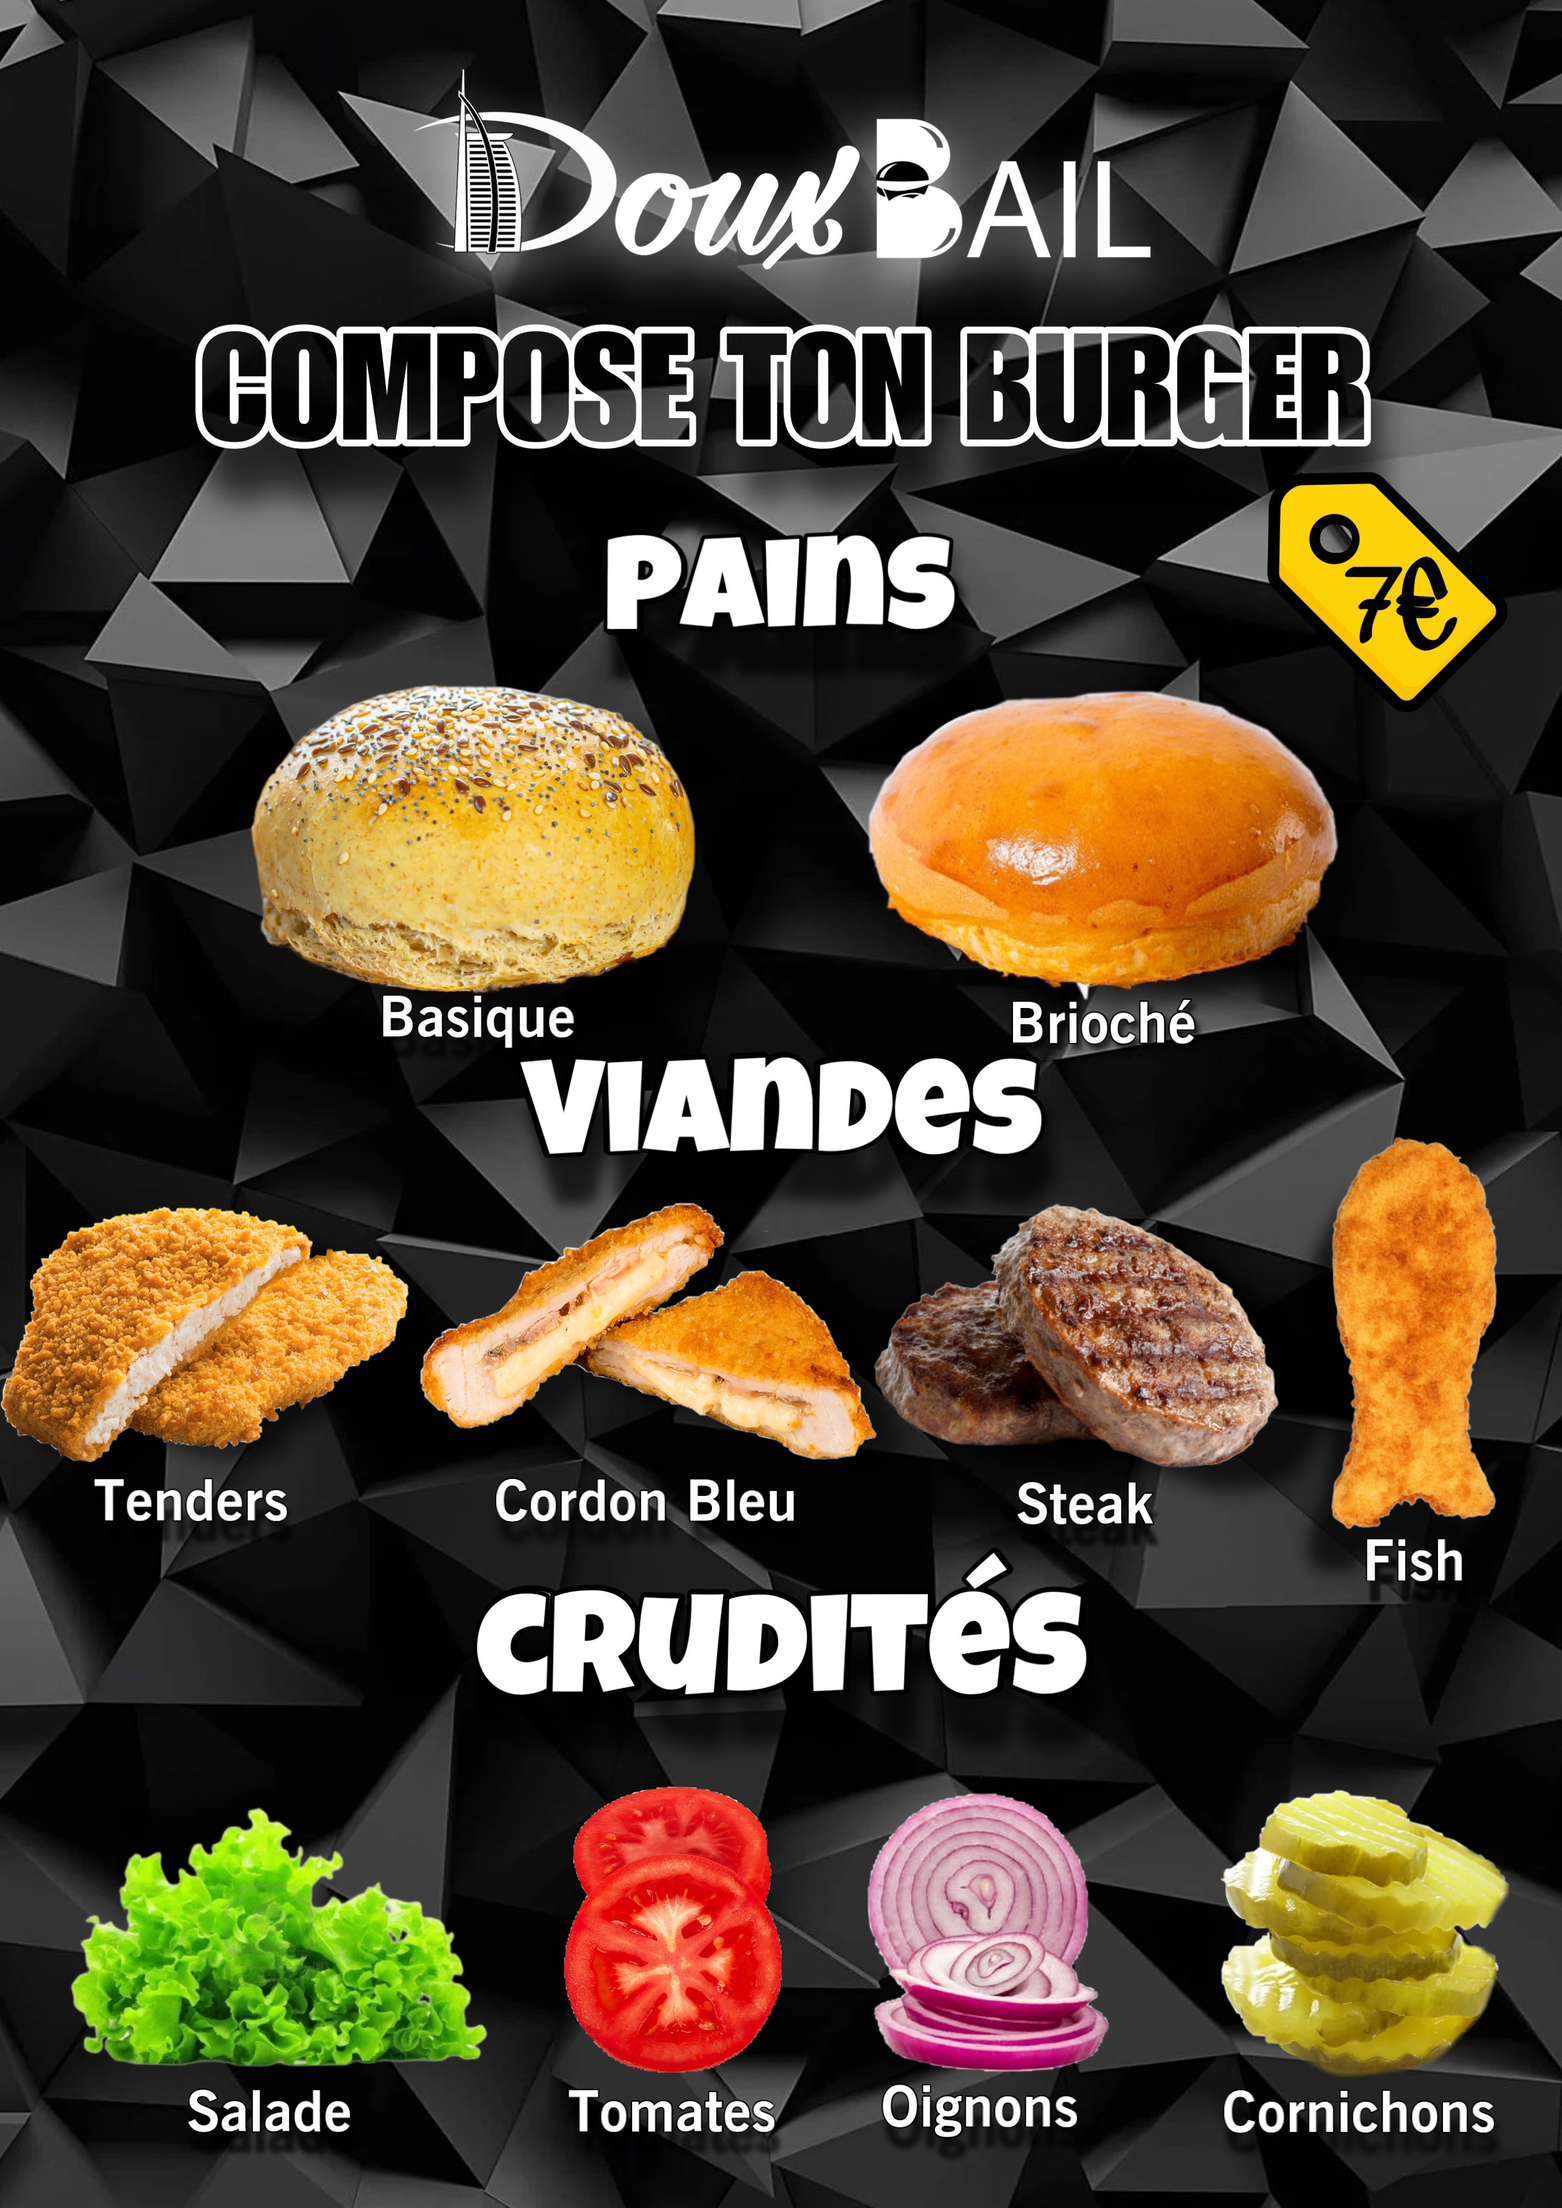 Doux BAIL
COMPOSE TON BURGER
PAINS
7€
Basique
Brioché
VIANDES
Tenders
Cordon Bleu
Steak
Fish
CRUDITÉS
Salade
Tomates
Oignons
Cornichons